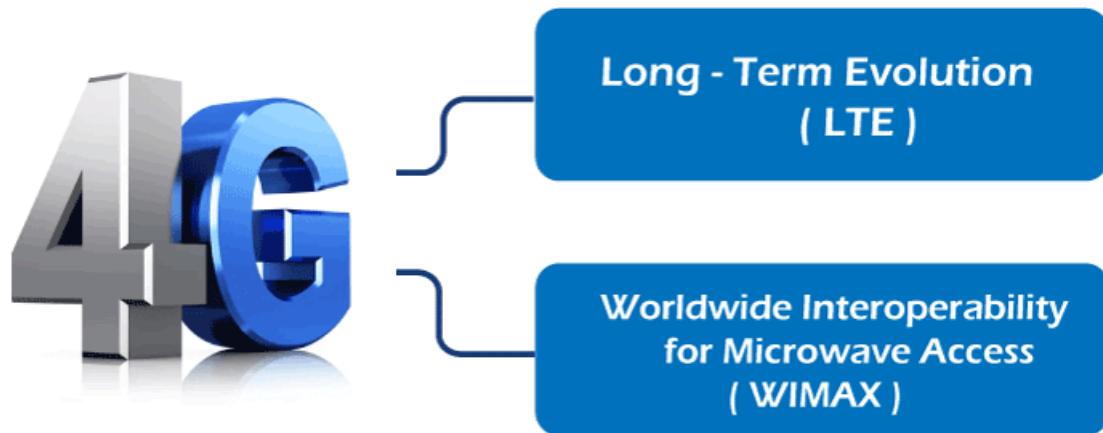 4G
Long - Term Evolution
( LTE )
Worldwide Interoperability
for Microwave Access
( WIMAX )